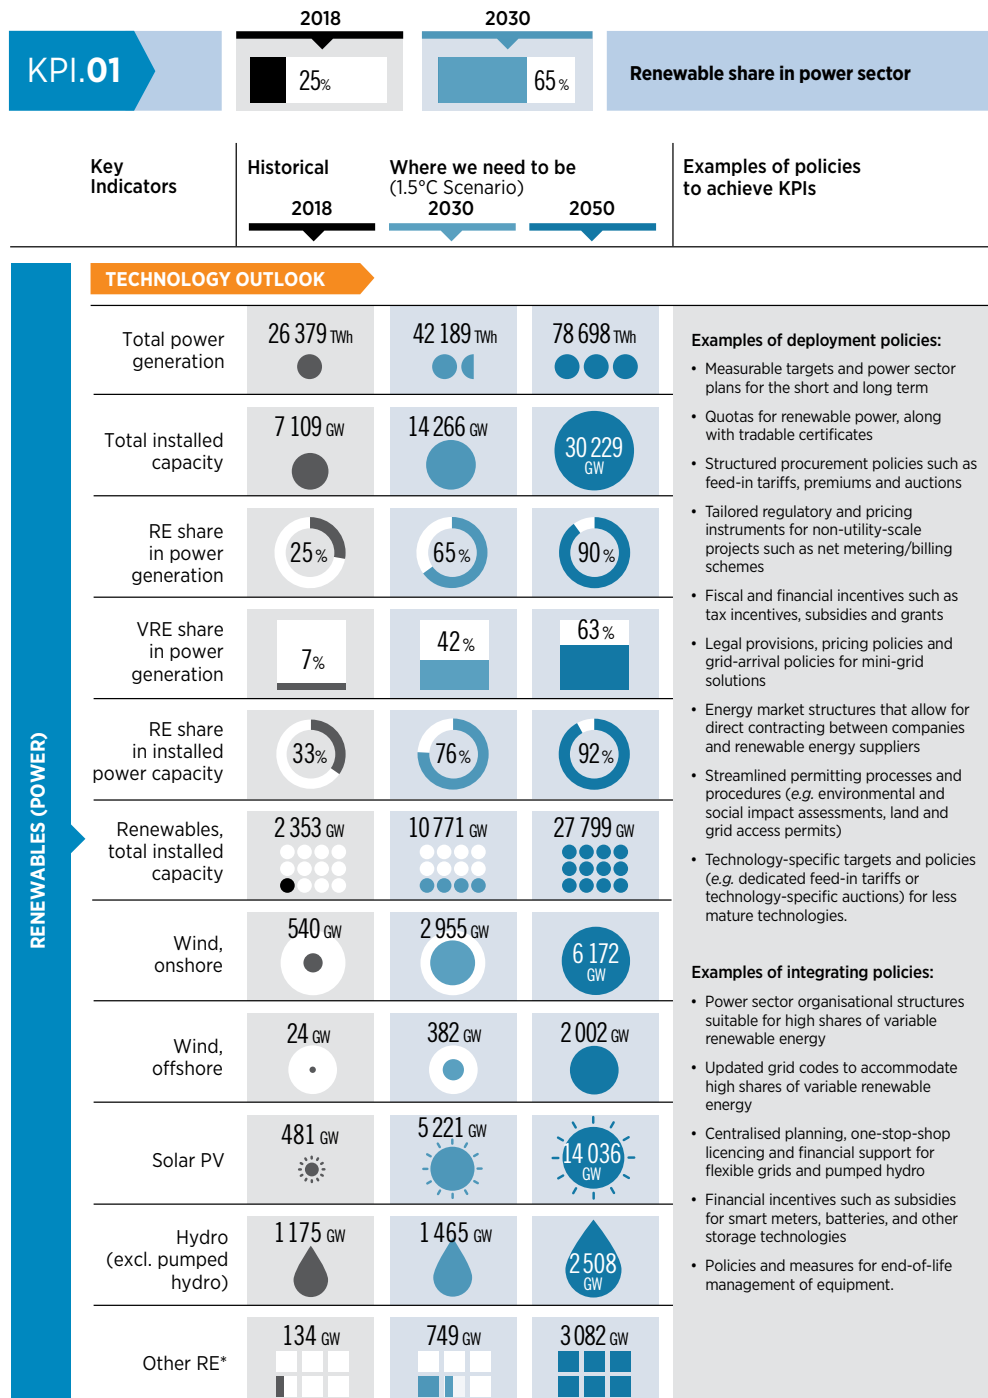 2018
2030
KPI.01
25%
65%
Renewable share in power sector
Key
Indicators
Historical
Where we need to be
(1.5°C Scenario)
2018
2030
2050
Examples of policies
to achieve KPIs
RENEWABLES (POWER)
TECHNOLOGY OUTLOOK
Total power
generation
26 379 TWh
42 189 TWh
78 698 TWh
Total installed
capacity
7 109 GW
14 266 GW
30 229
GW
RE share
in power
generation
25%
65%
90%
VRE share
in power
generation
7%
42%
63%
RE share
in installed
power capacity
33%
76%
92%
Renewables,
total installed
capacity
2 353 GW
10 771 GW
27 799 GW
Wind,
onshore
540 GW
2 955 GW
6 172
GW
Wind,
offshore
24 GW
382 GW
2 002 GW
Solar PV
481 GW
5 221 GW
14 036
GW
Hydro
(excl. pumped
hydro)
1 175 GW
1 465 GW
2 508
GW
Other RE*
134 GW
749 GW
3 082 GW
Examples of deployment policies:
• Measurable targets and power sector
plans for the short and long term
• Quotas for renewable power, along
with tradable certificates
• Structured procurement policies such as
feed-in tariffs, premiums and auctions
• Tailored regulatory and pricing
instruments for non-utility-scale
projects such as net metering/billing
schemes
• Fiscal and financial incentives such as
tax incentives, subsidies and grants
• Legal provisions, pricing policies and
grid-arrival policies for mini-grid
solutions
• Energy market structures that allow for
direct contracting between companies
and renewable energy suppliers
• Streamlined permitting processes and
procedures (e.g. environmental and
social impact assessments, land and
grid access permits)
• Technology-specific targets and policies
(e.g. dedicated feed-in tariffs or
technology-specific auctions) for less
mature technologies.
Examples of integrating policies:
• Power sector organisational structures
suitable for high shares of variable
renewable energy
• Updated grid codes to accommodate
high shares of variable renewable
energy
• Centralised planning, one-stop-shop
licencing and financial support for
flexible grids and pumped hydro
• Financial incentives such as subsidies
for smart meters, batteries, and other
storage technologies
• Policies and measures for end-of-life
management of equipment.